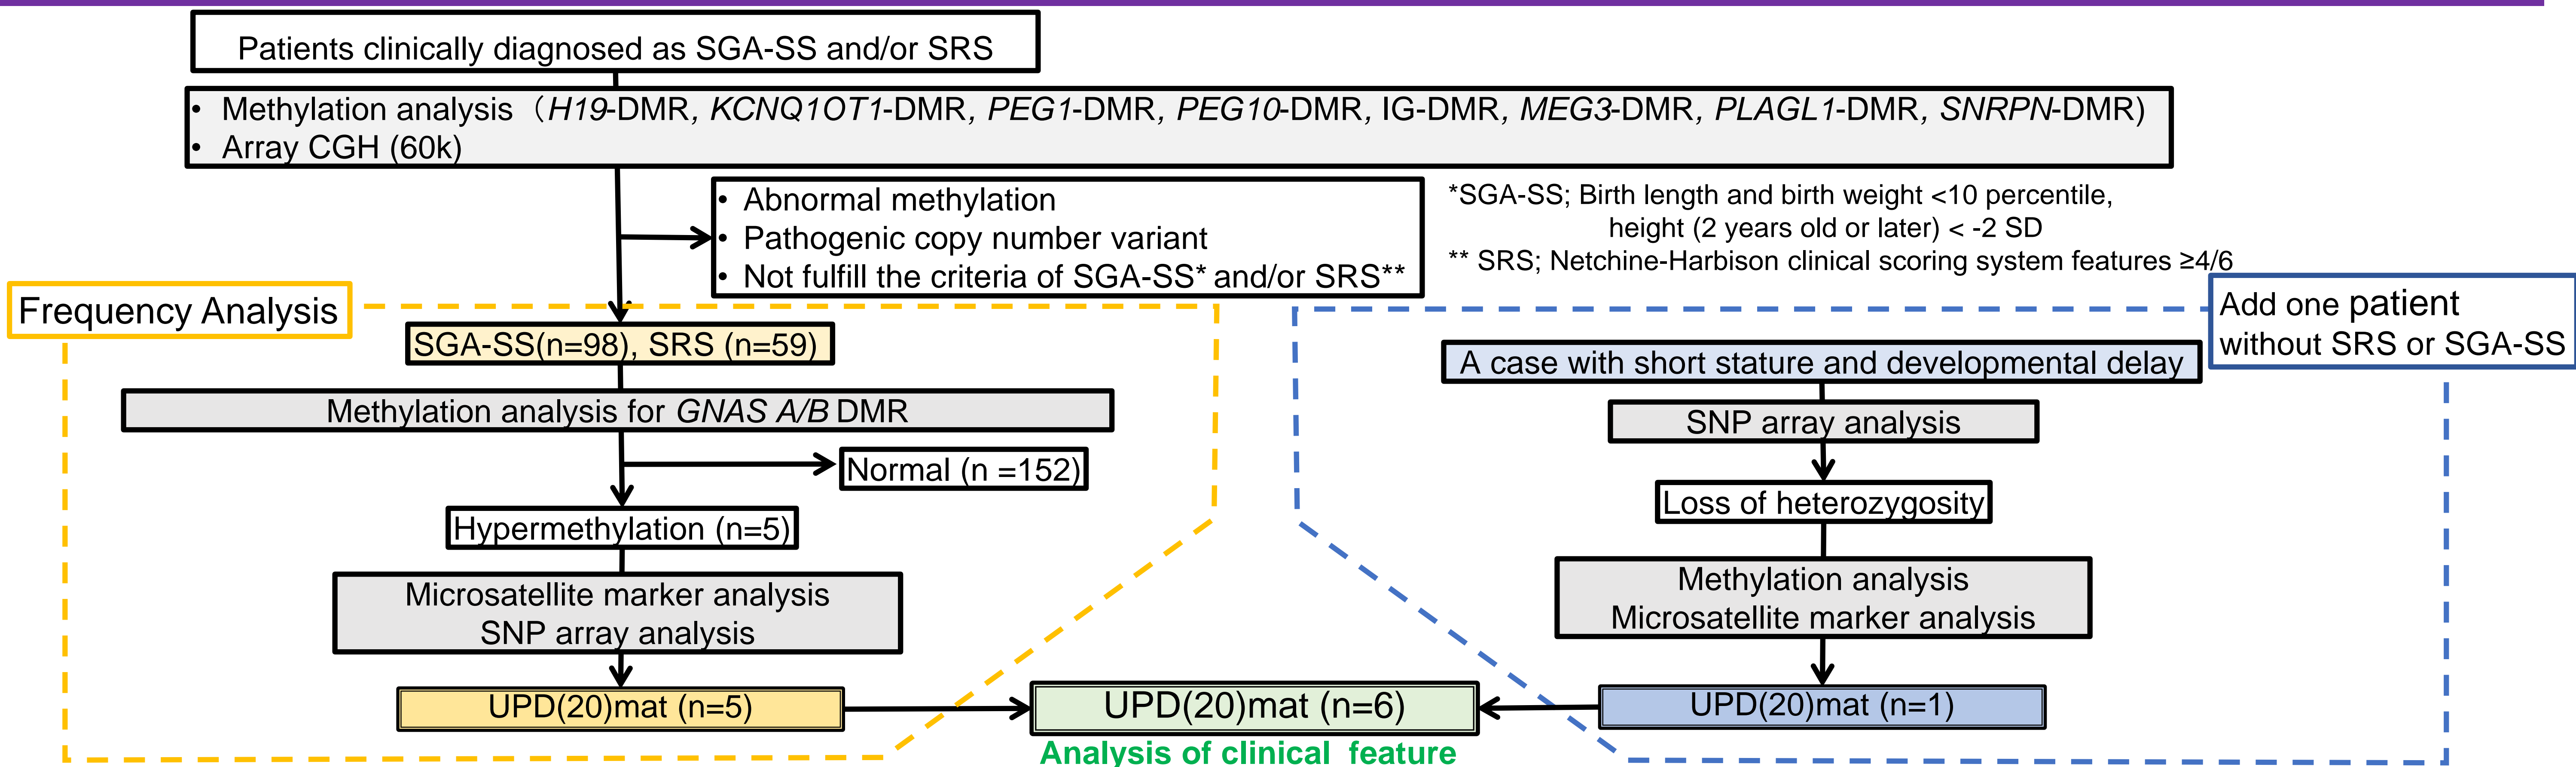 Patients clinically diagnosed as SGA-SS and/or SRS
• Methylation analysis（H19-DMR, KCNQ1OT1-DMR, PEG1-DMR, PEG10-DMR, IG-DMR, MEG3-DMR, PLAGL1-DMR, SNRPN-DMR)
• Array CGH (60k)
• Abnormal methylation
• Pathogenic copy number variant
• Not fulfill the criteria of SGA-SS* and/or SRS**
*SGA-SS; Birth length and birth weight <10 percentile,
height (2 years old or later) < -2 SD
** SRS; Netchine-Harbison clinical scoring system features ≥4/6
Frequency Analysis
SGA-SS(n=98), SRS (n=59)
Methylation analysis for GNAS A/B DMR
Normal (n =152)
Hypermethylation (n=5)
Microsatellite marker analysis
SNP array analysis
UPD(20)mat (n=5)
Add one patient
without SRS or SGA-SS
A case with short stature and developmental delay
SNP array analysis
Loss of heterozygosity
Methylation analysis
Microsatellite marker analysis
UPD(20)mat (n=1)
UPD(20)mat (n=6)
Analysis of clinical feature